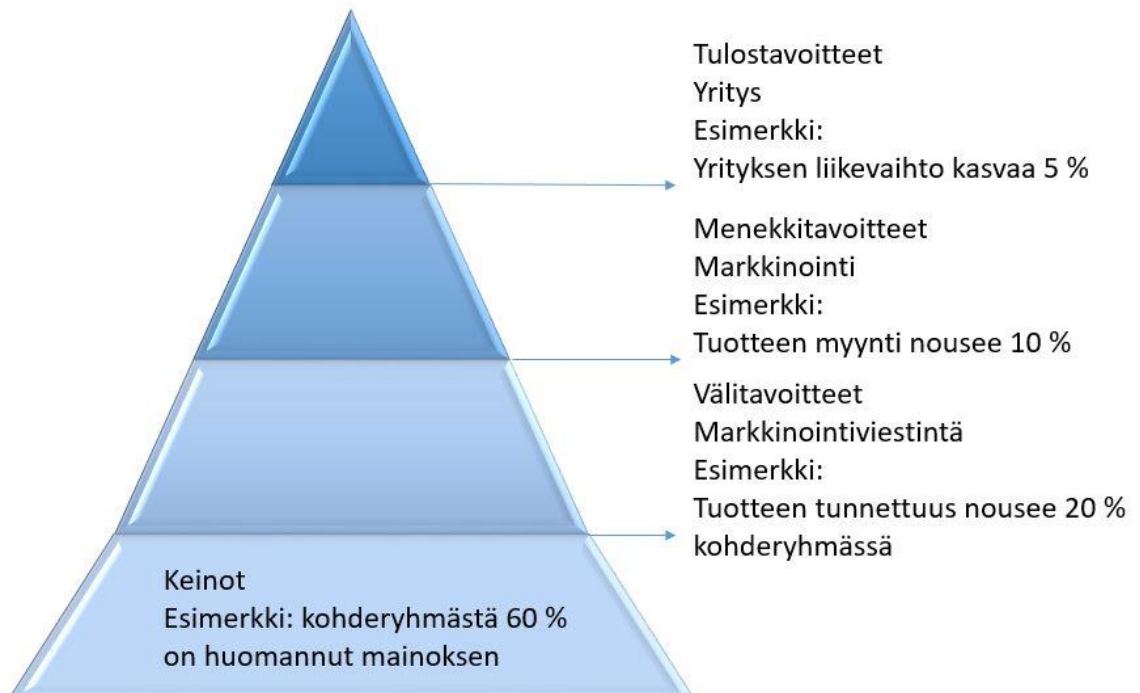 Tulostavoitteet
Yritys
Esimerkki:
Yrityksen liikevaihto kasvaa 5 %
Menekkitavoitteet
Markkinointi
Esimerkki:
Tuotteen myynti nousee 10 %
Välitavoitteet
Markkinointiviestintä
Esimerkki:
Tuotteen tunnettuus nousee 20 %
kohderyhmässä
Keinot
Esimerkki: kohderyhmästä 60 %
on huomannut mainoksen